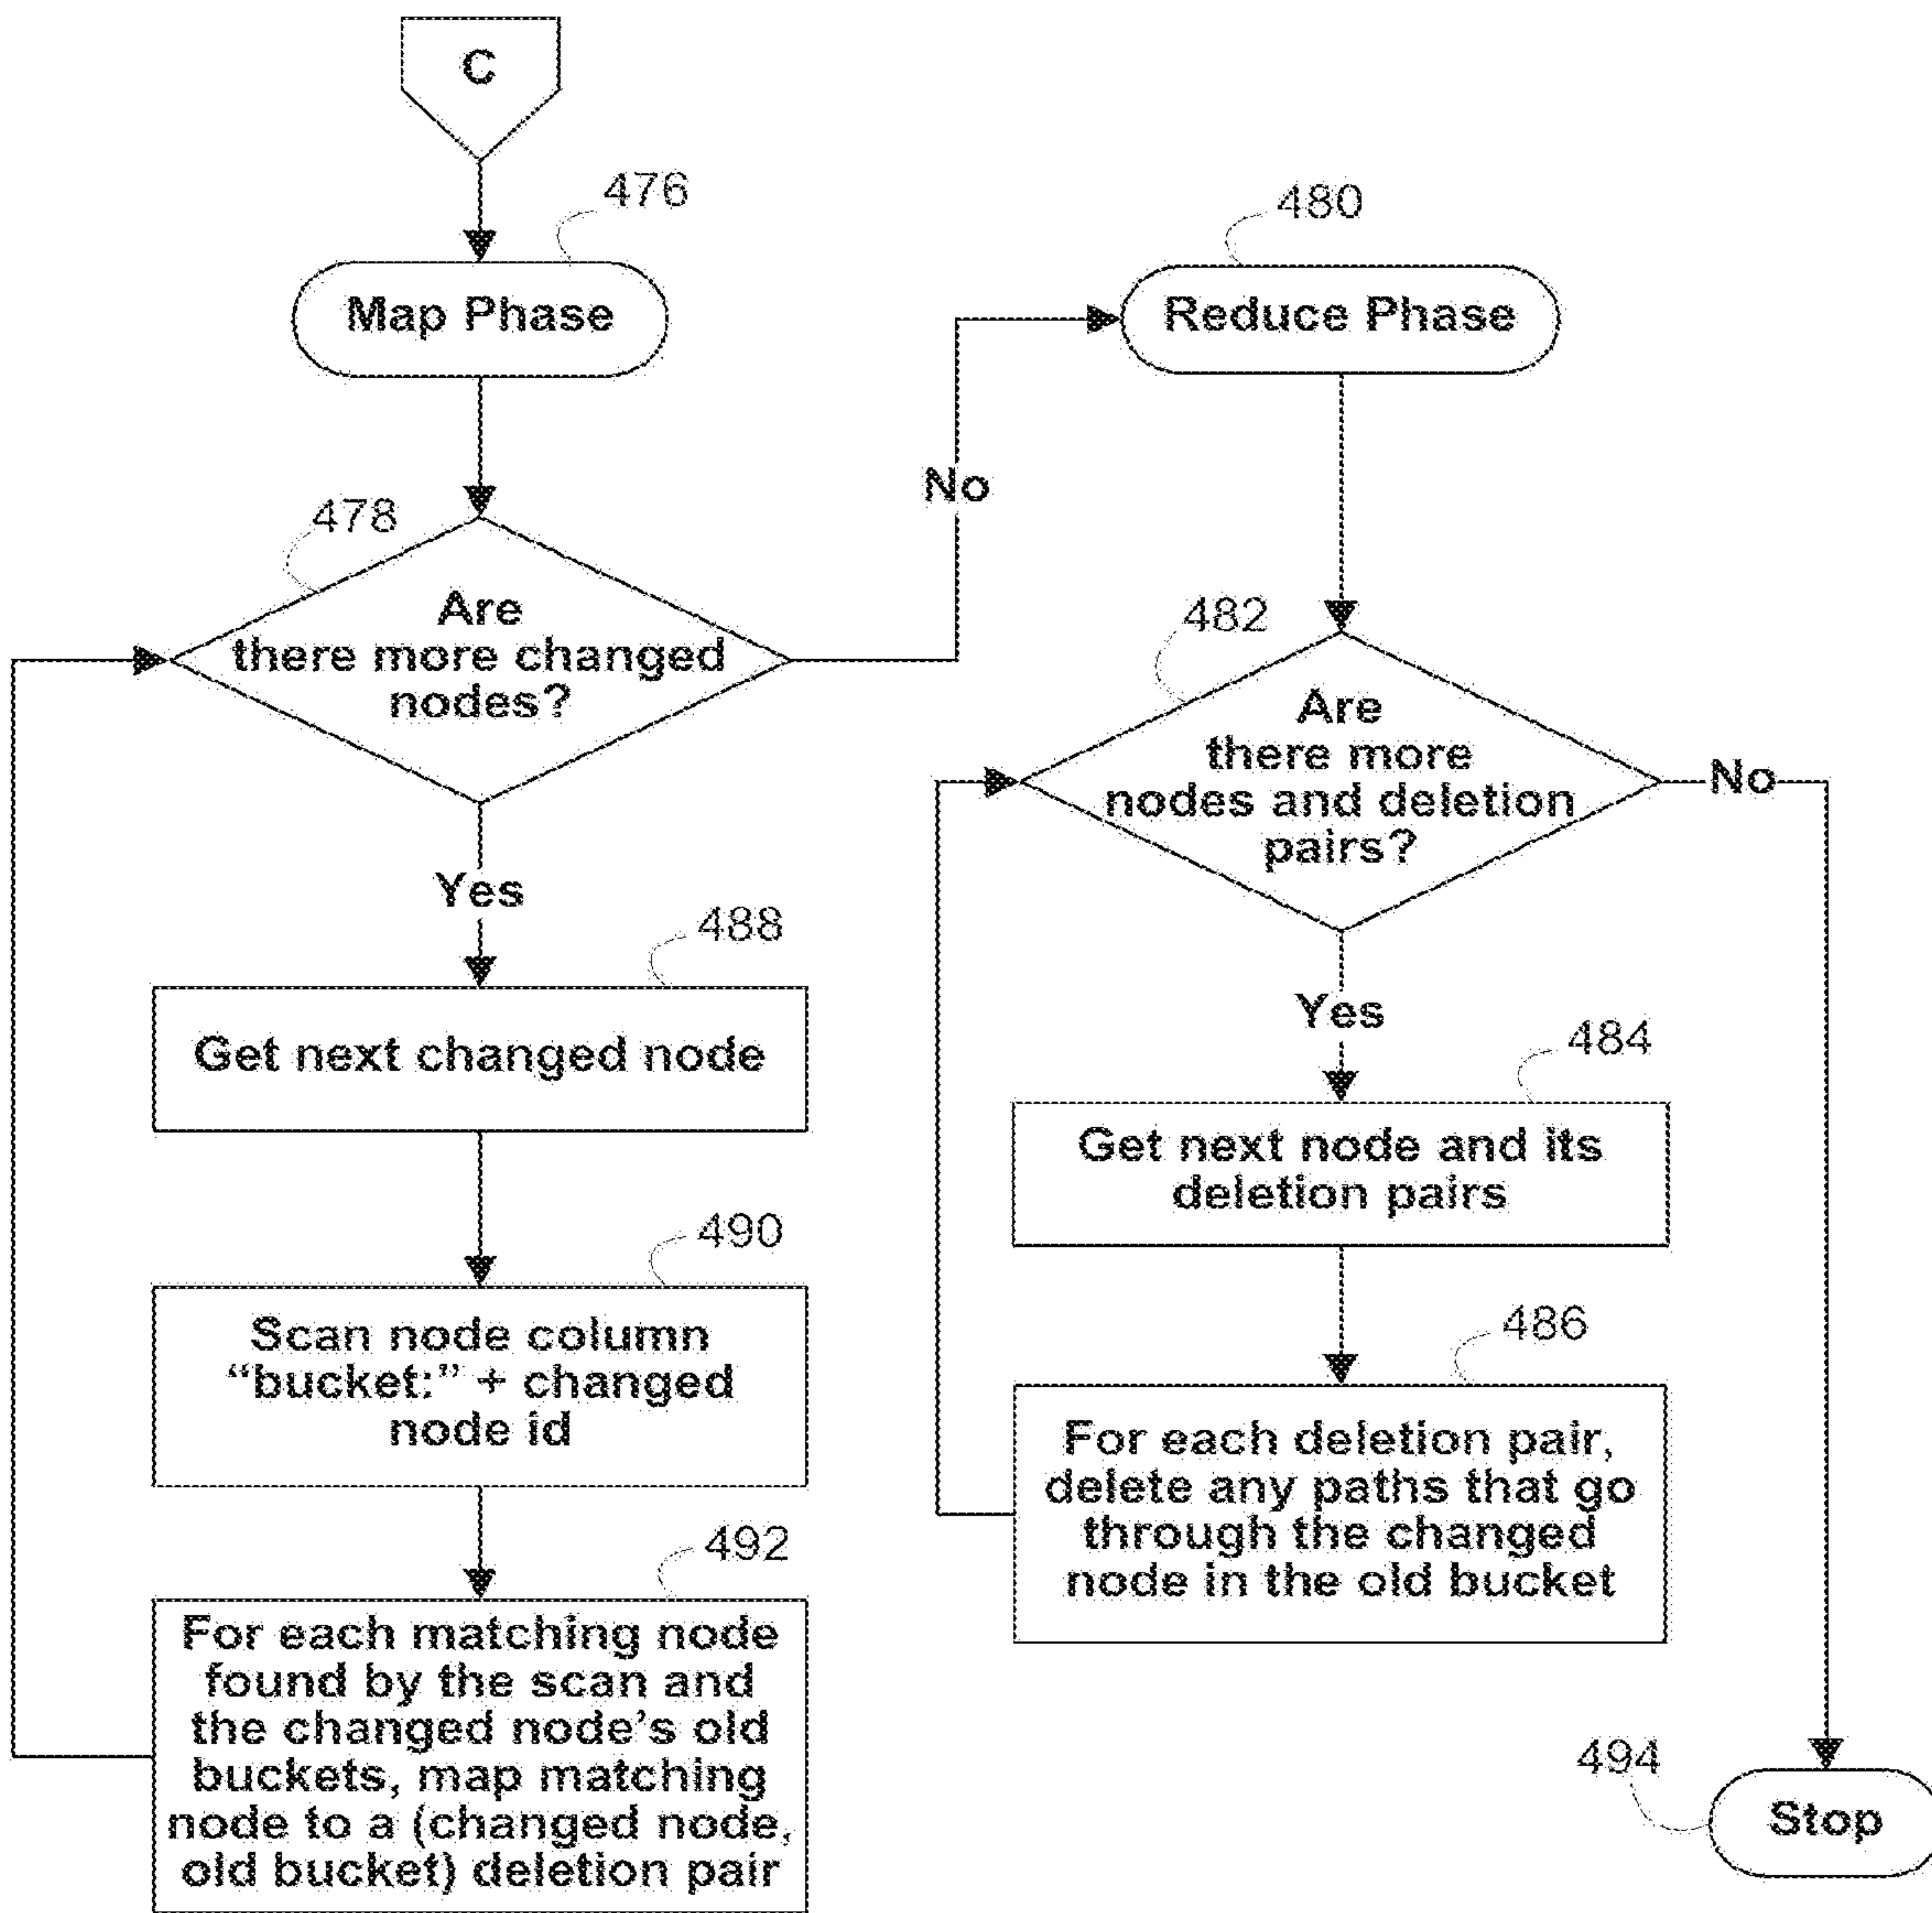 C
476
Map Phase
478
Are
there more changed
nodes?
No
Yes
488
Get next changed node
490
Scan node column
“bucket:” + changed
node id
492
For each matching node
found by the scan and
the changed node’s old
buckets, map matching
node to a (changed node,
old bucket) deletion pair
480
Reduce Phase
482
Are
there more
nodes and deletion
pairs?
No
Yes
484
Get next node and its
deletion pairs
486
For each deletion pair,
delete any paths that go
through the changed
node in the old bucket
494
Stop